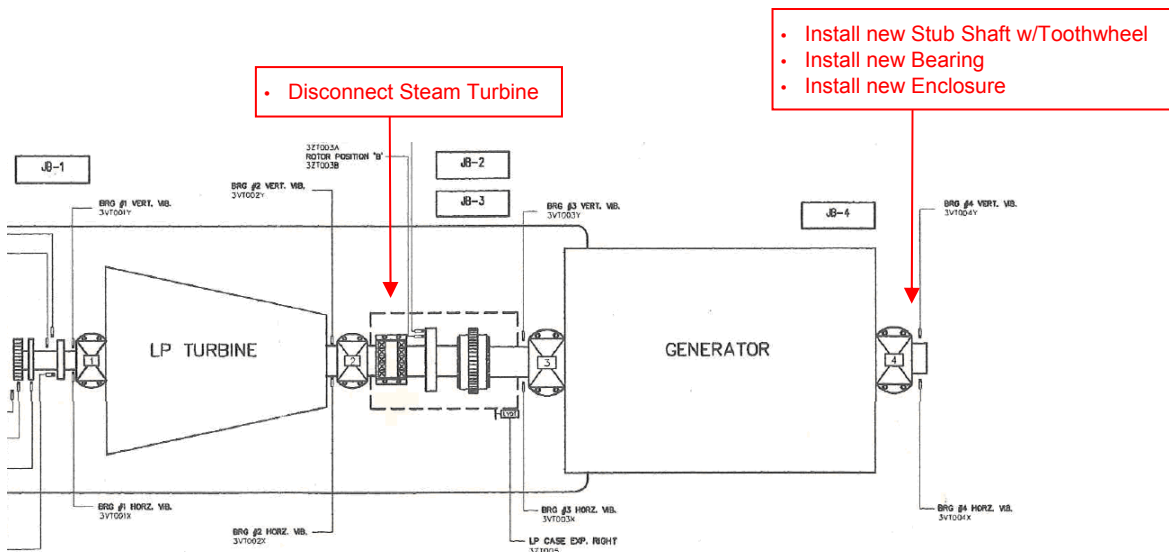 • Install new Stub Shaft w/Toothwheel
• Install new Bearing
• Install new Enclosure
• Disconnect Steam Turbine
3ZT003A
ROTOR POSITION "B"
3ZT003B
JB-1
JB-2
JB-3
JB-4
BRG #1 VERT. VIB.
3VT001Y
BRG #2 VERT. VIB.
3VT002Y
BRG #3 VERT. VIB.
3VT003Y
BRG #4 VERT. VIB.
3VT004Y
1
LP TURBINE
2
3
GENERATOR
4
LVDT
BRG #1 HORZ. VIB.
3VT001X
BRG #2 HORZ. VIB.
3VT002X
BRG #3 HORZ. VIB.
3VT003X
BRG #4 HORZ. VIB.
3VT004X
LP CASE EXP. RIGHT
3ZT005